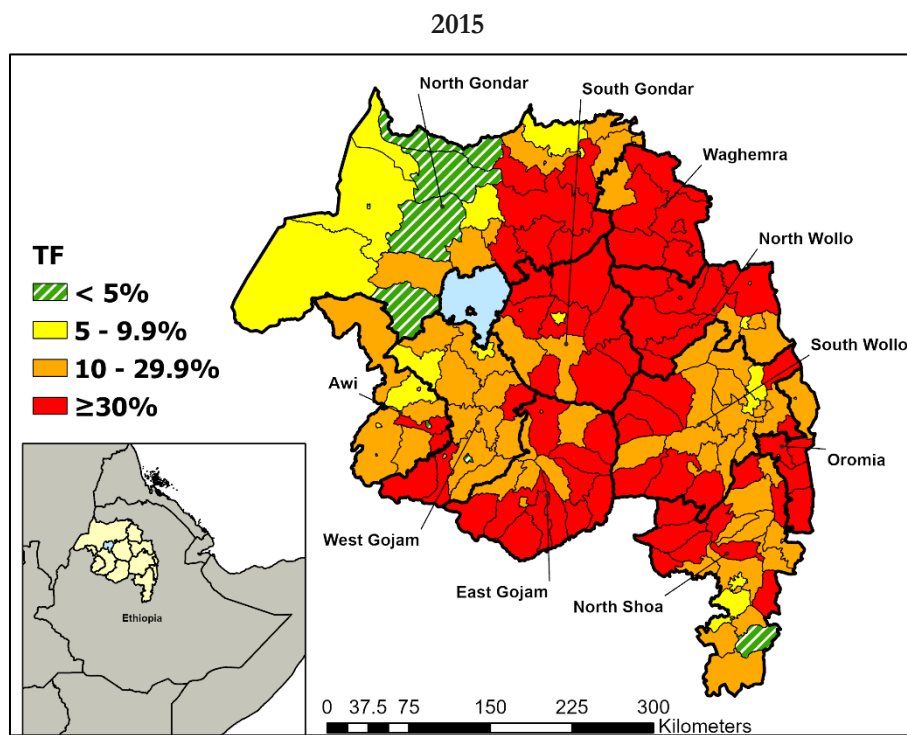 2015
North Gondar
South Gondar
Waghemra
North Wollo
South Wollo
TF
< 5%
5 - 9.9%
10 - 29.9%
≥30%
Awi
Oromia
West Gojam
East Gojam
North Shoa
Ethiopia
0 37.5 75 150 225 300
Kilometers